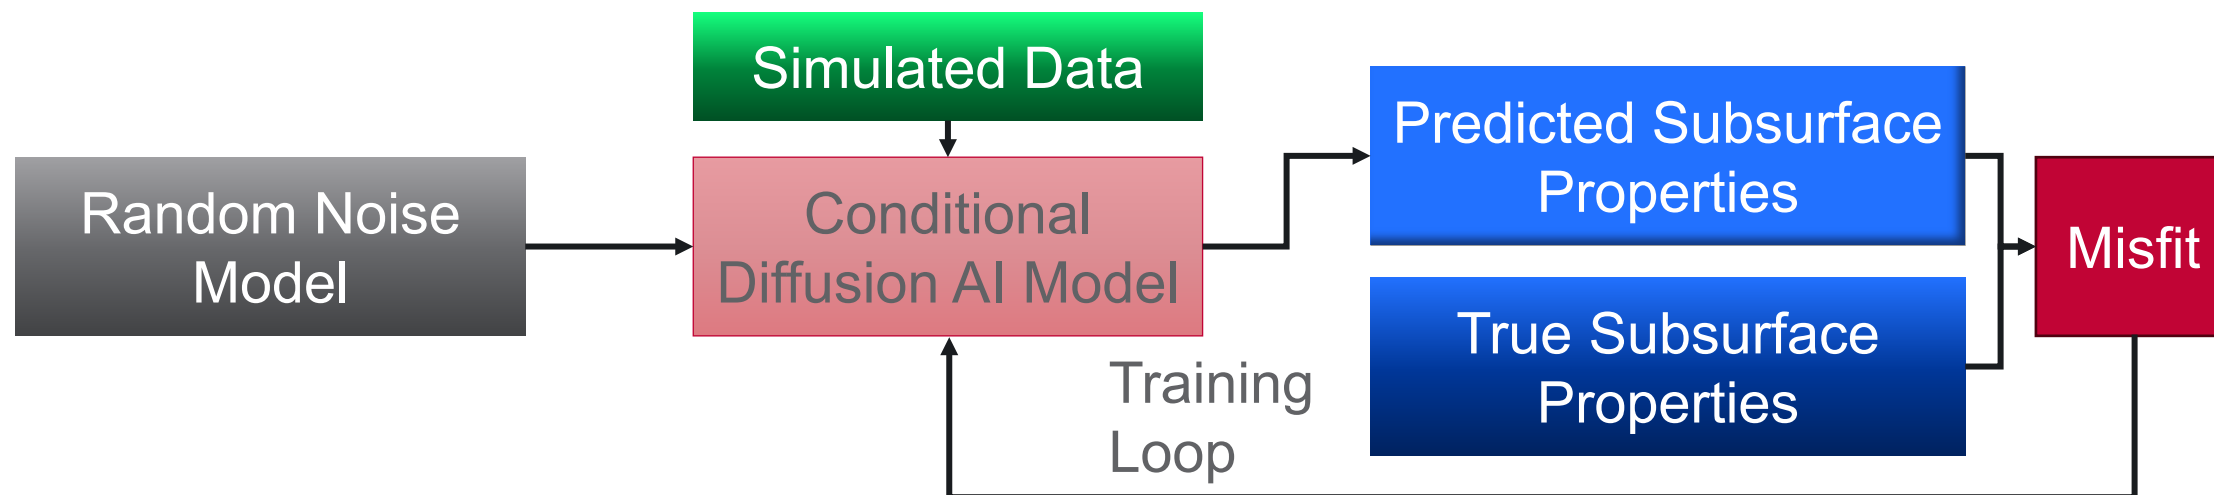 Simulated Data
Random Noise
Model
Conditional
Diffusion AI Model
Predicted Subsurface
Properties
True Subsurface
Properties
Misfit
Training
Loop